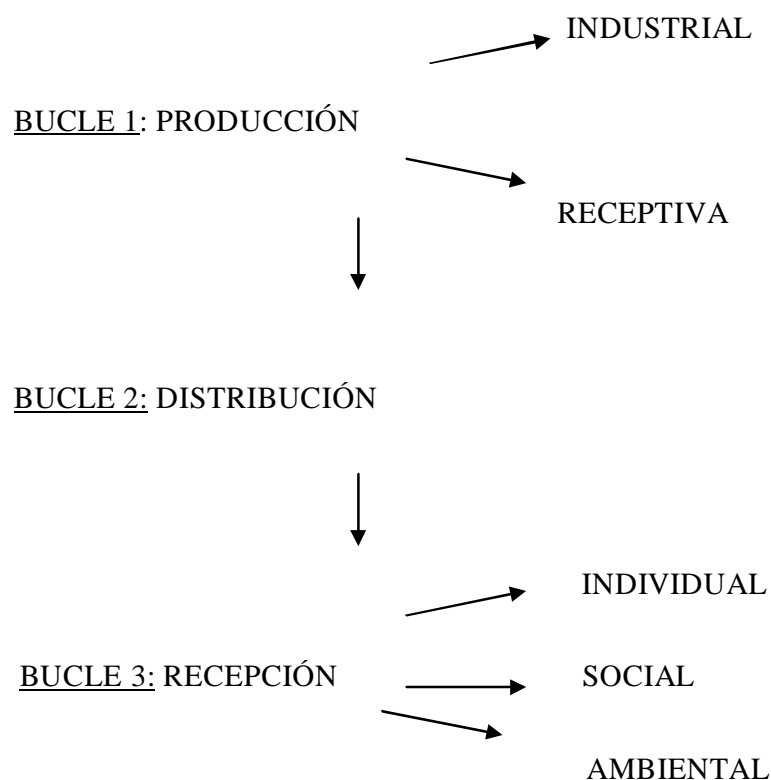 INDUSTRIAL
BUCLE 1: PRODUCCIÓN
RECEPTIVA
BUCLE 2: DISTRIBUCIÓN
INDIVIDUAL
BUCLE 3: RECEPCIÓN
SOCIAL
AMBIENTAL